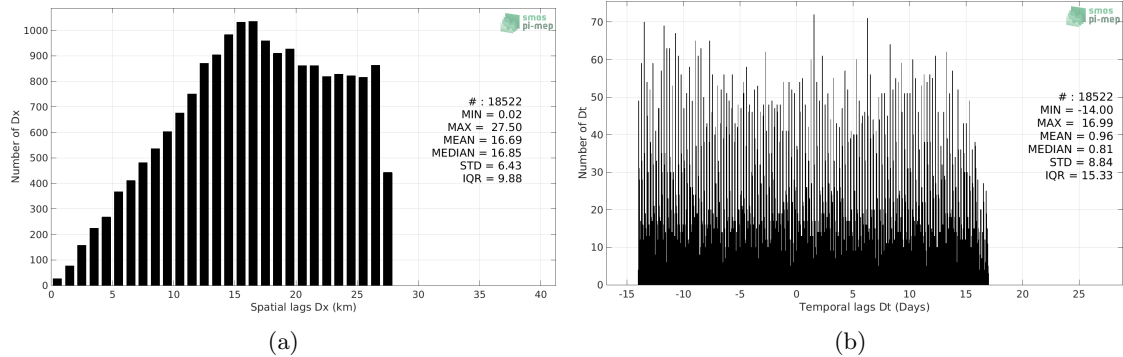 smos
pi-mep
1000
900
800
700
600
500
400
300
200
100
0
Number of Dx
# : 18522
MIN = 0.02
MAX = 27.50
MEAN = 16.69
MEDIAN = 16.85
STD = 6.43
IQR = 9.88
0 5 10 15 20 25 30 35 40
Spatial lags Dx (km)
(a)
smos
pi-mep
70
60
50
40
30
20
10
0
Number of Dt
# : 18522
MIN = -14.00
MAX = 16.99
MEAN = 0.96
MEDIAN = 0.81
STD = 8.84
IQR = 15.33
-15 -10 -5 0 5 10 15 20 25
Temporal lags Dt (Days)
(b)